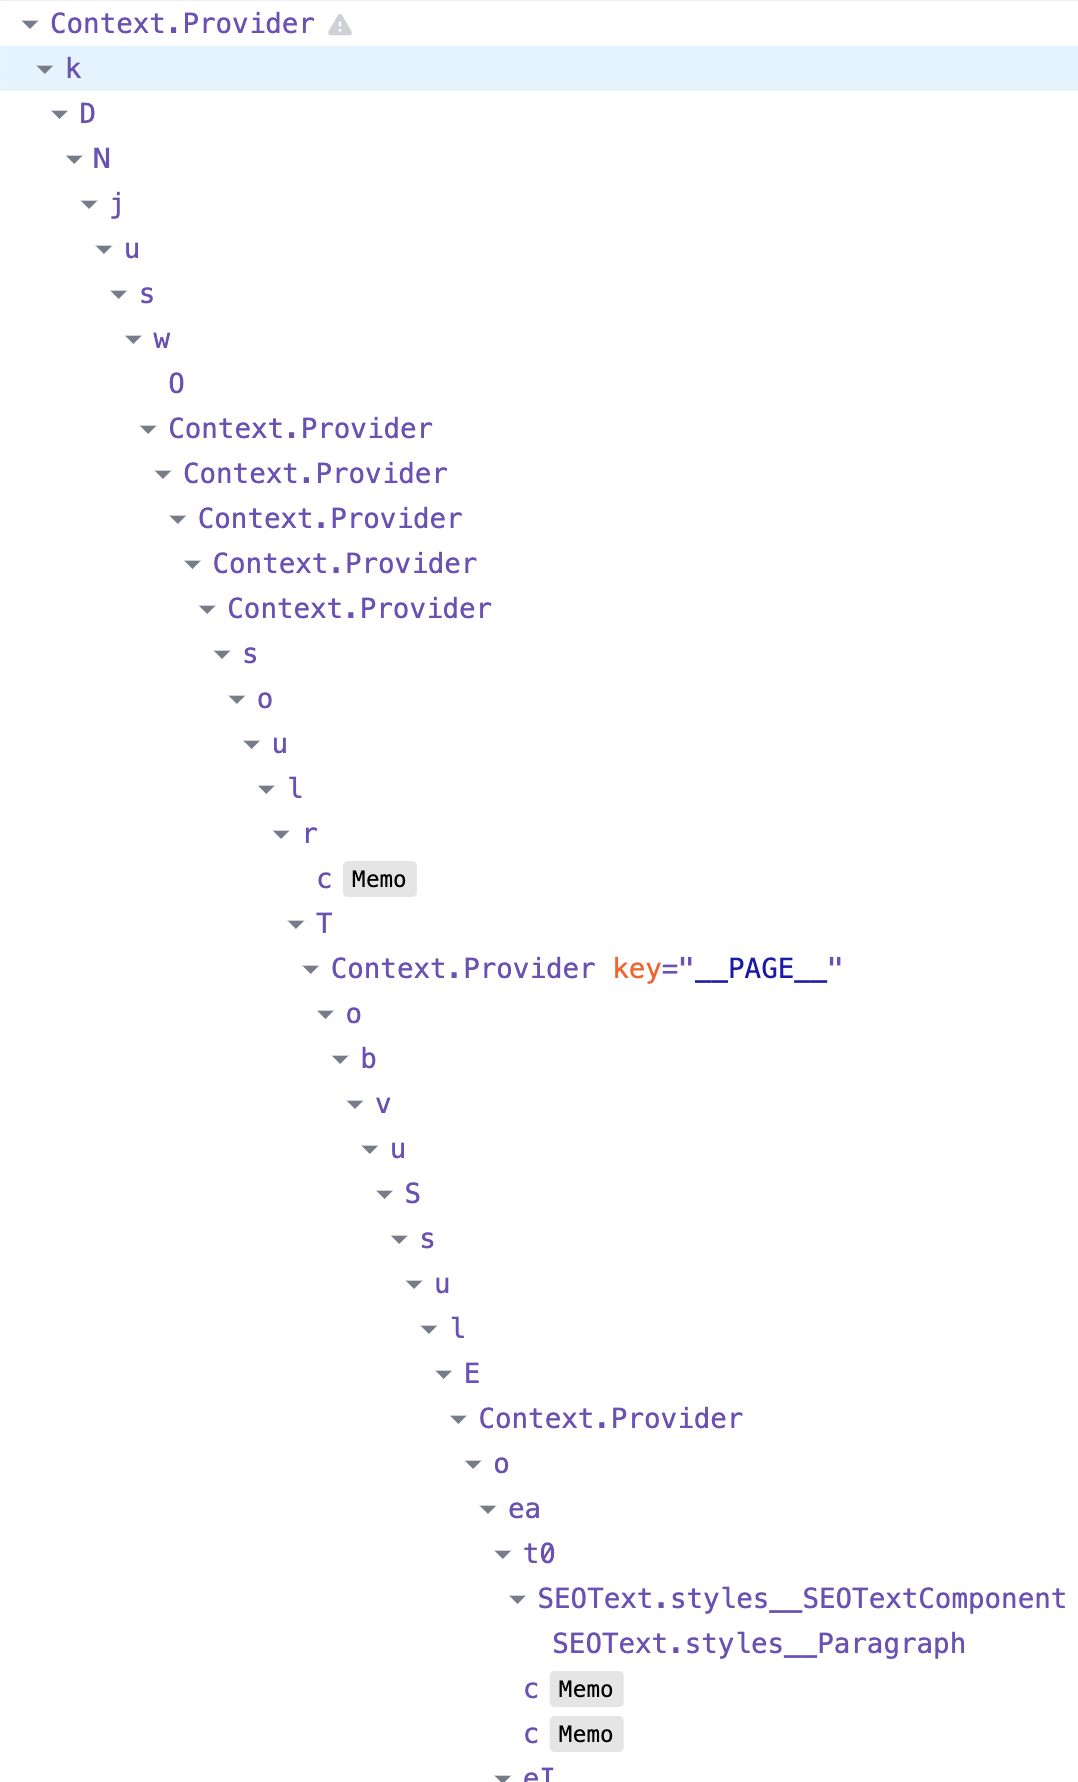 Context.Provider
k
D
N
j
u
s
w
O
Context.Provider
Context.Provider
Context.Provider
Context.Provider
Context.Provider
s
o
u
l
r
c Memo
T
Context.Provider key="__PAGE__"
o
b
v
u
S
s
u
l
E
Context.Provider
o
ea
t0
SEOText.styles__SEOTextComponent
SEOText.styles__Paragraph
c Memo
c Memo
eI